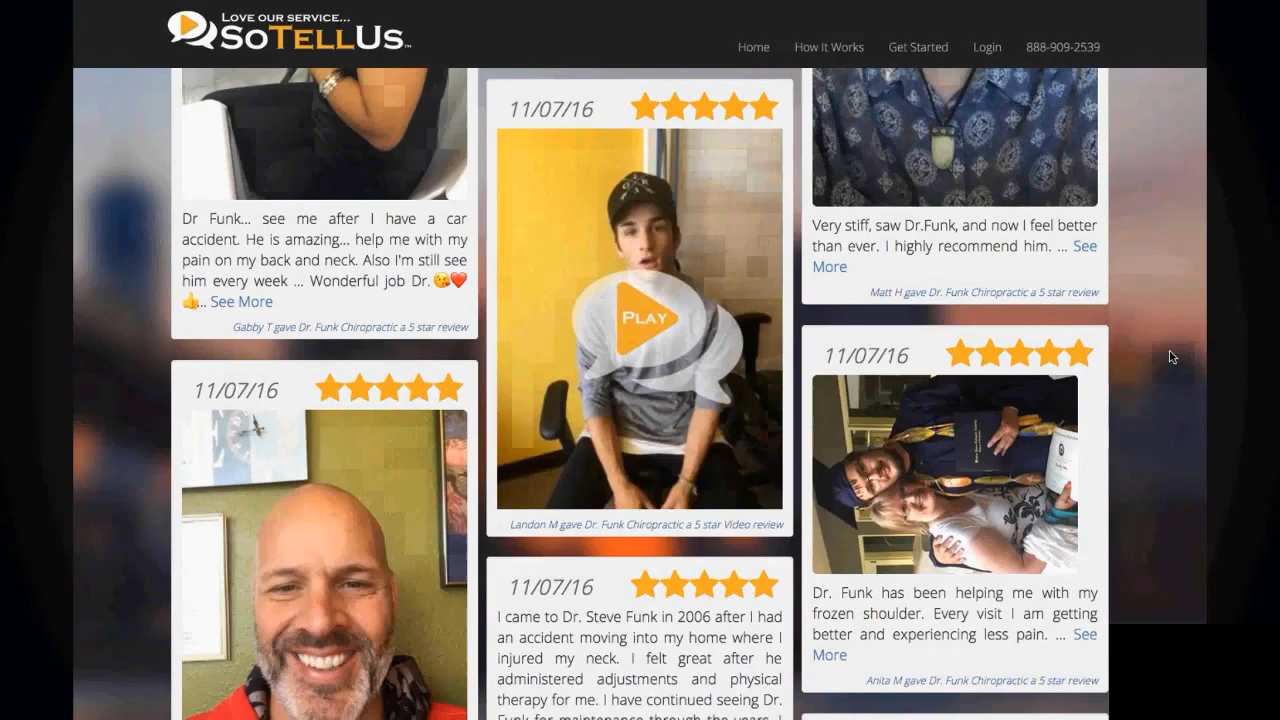 LOVE OUR SERVICE...
SOTELLUS™
Home How It Works Get Started Login 888-909-2539
Dr Funk... see me after I have a car
accident. He is amazing... help me with my
pain on my back and neck. Also I'm still see
him every week ... Wonderful job Dr.😘❤️
👍... See More
Gabby T gave Dr. Funk Chiropractic a 5 star review
11/07/16
11/07/16
PLAY
Landon M gave Dr. Funk Chiropractic a 5 star Video review
11/07/16
I came to Dr. Steve Funk in 2006 after I had
an accident moving into my home where I
injured my neck. I felt great after he
administered adjustments and physical
therapy for me. I have continued seeing Dr.
Funk for maintenance through the years. I
Very stiff, saw Dr.Funk, and now I feel better
than ever. I highly recommend him. ... See
More
Matt H gave Dr. Funk Chiropractic a 5 star review
11/07/16
Dr. Funk has been helping me with my
frozen shoulder. Every visit I am getting
better and experiencing less pain. ... See
More
Anita M gave Dr. Funk Chiropractic a 5 star review